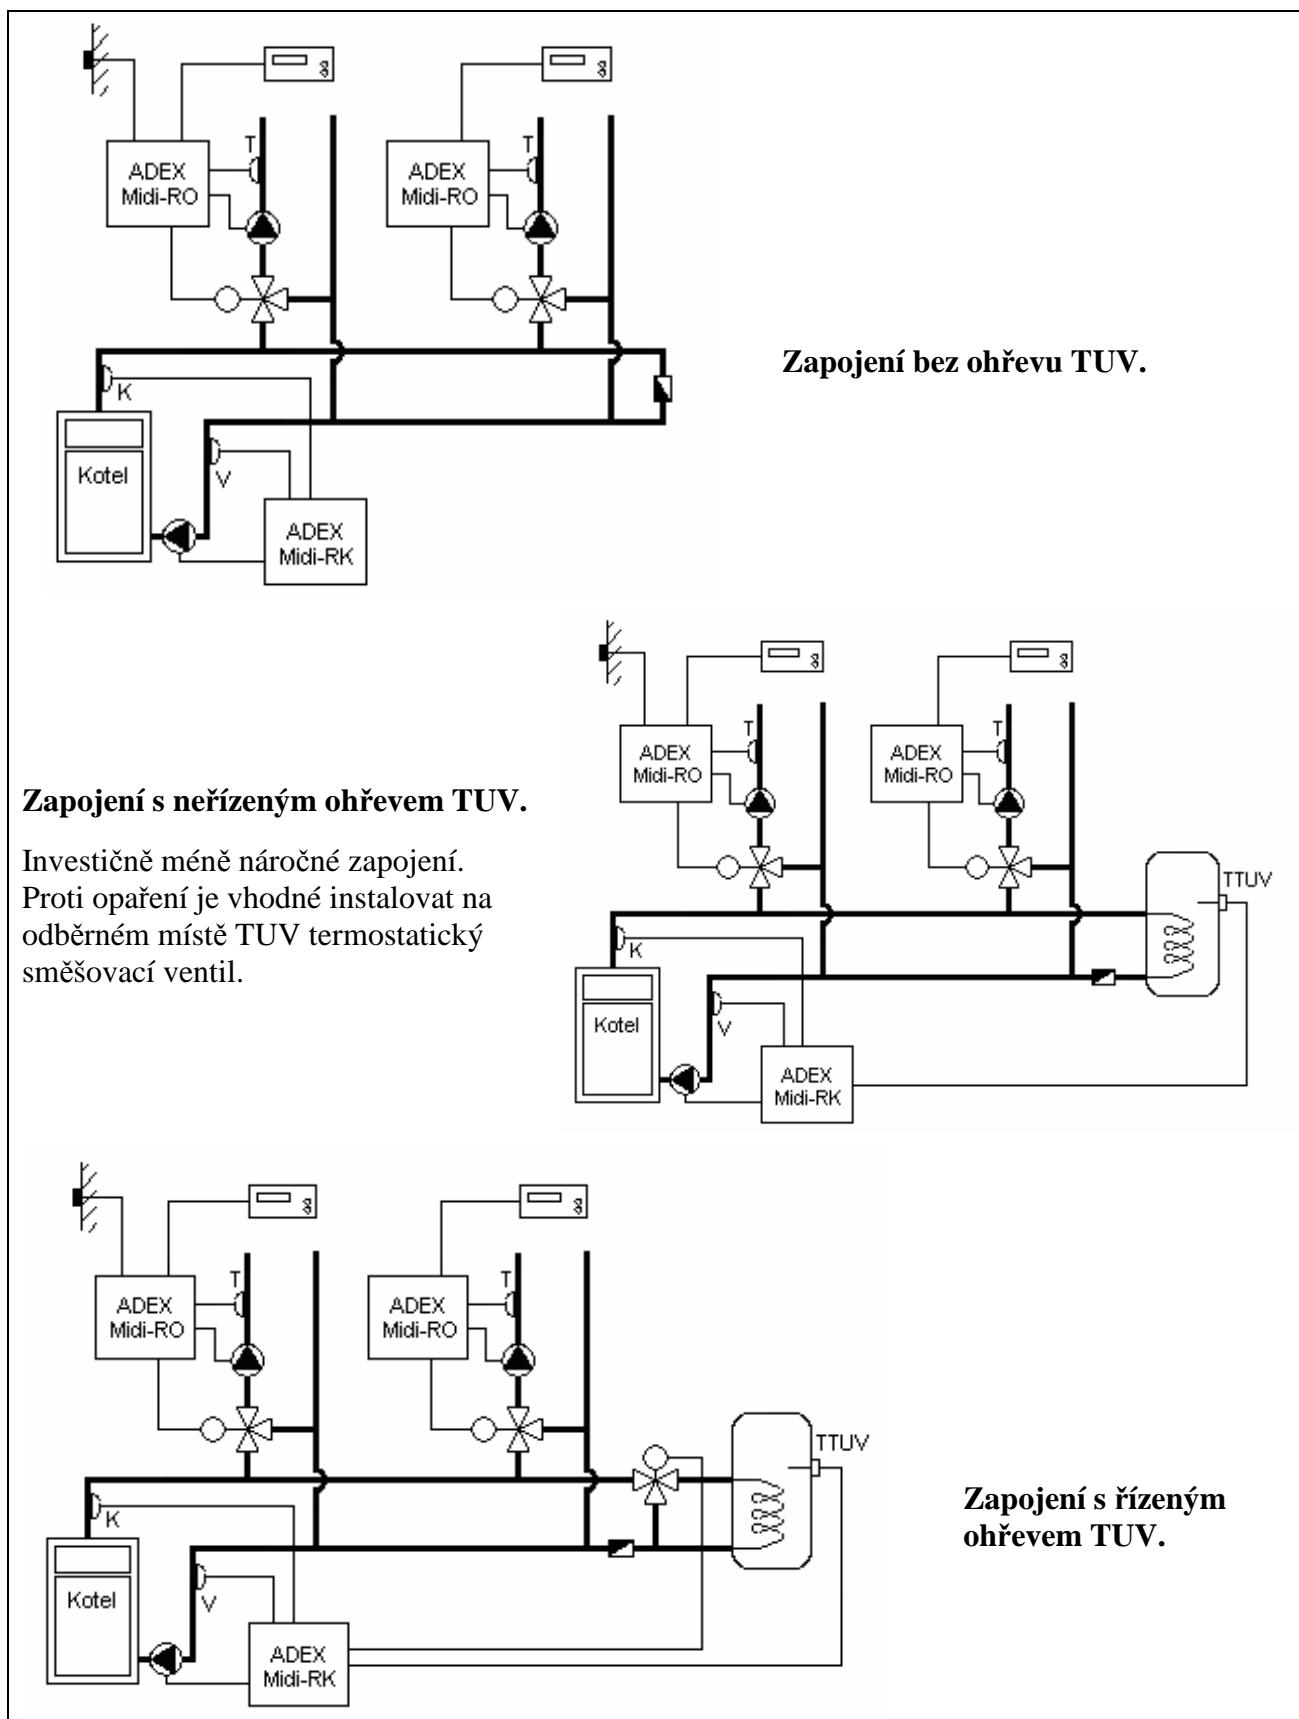 T
T
ADEX
Midi-RO
ADEX
Midi-RO
Zapojení bez ohřevu TUV.
K
Kotel
V
ADEX
Midi-RK
T
T
ADEX
Midi-RO
ADEX
Midi-RO
Zapojení s neřízeným ohřevem TUV.
Investičně méně náročné zapojení.
Proti opaření je vhodné instalovat na
odběrném místě TUV termostatický
směšovací ventil.
TTUV
K
Kotel
V
ADEX
Midi-RK
T
T
ADEX
Midi-RO
ADEX
Midi-RO
TTUV
Zapojení s řízeným
ohřevem TUV.
K
Kotel
V
ADEX
Midi-RK